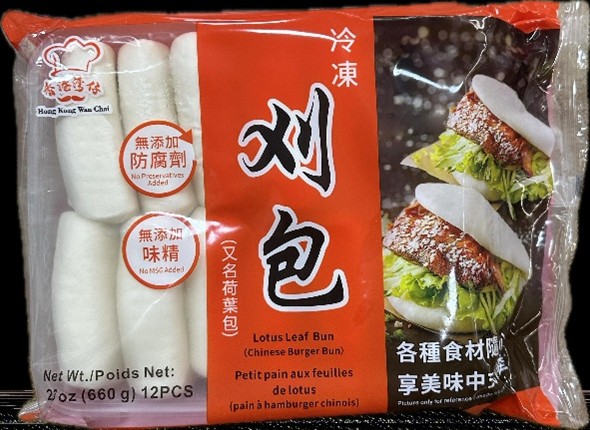 香港灣仔
Hong Kong Wan Chai
無添加
防腐劑
No Preservatives
Added
無添加
味精
No MSG Added
Net Wt./Poids Net:
oz (660 g) 12PCS
冷凍
刈包
(又名荷葉包)
Lotus Leaf Bun
(Chinese Burger Bun)
Petit pain aux feuilles
de lotus
(pain à hamburger chinois)
各種食材隨
享美味中
Picture only for reference